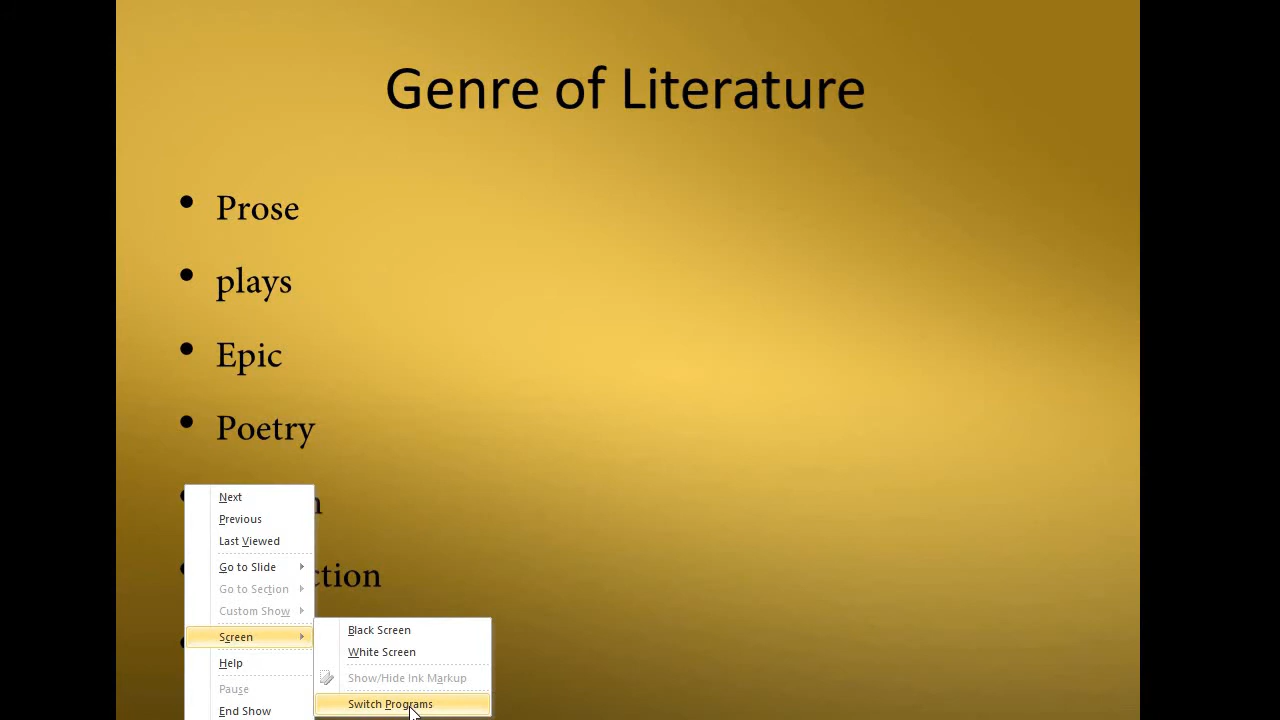 Genre of Literature
• Prose
• plays
• Epic
• Poetry
Next
Previous
Last Viewed
Go to Slide
Go to Section
Custom Show
Screen
Help
Pause
End Show
Black Screen
White Screen
Show/Hide Ink Markup
Switch Programs